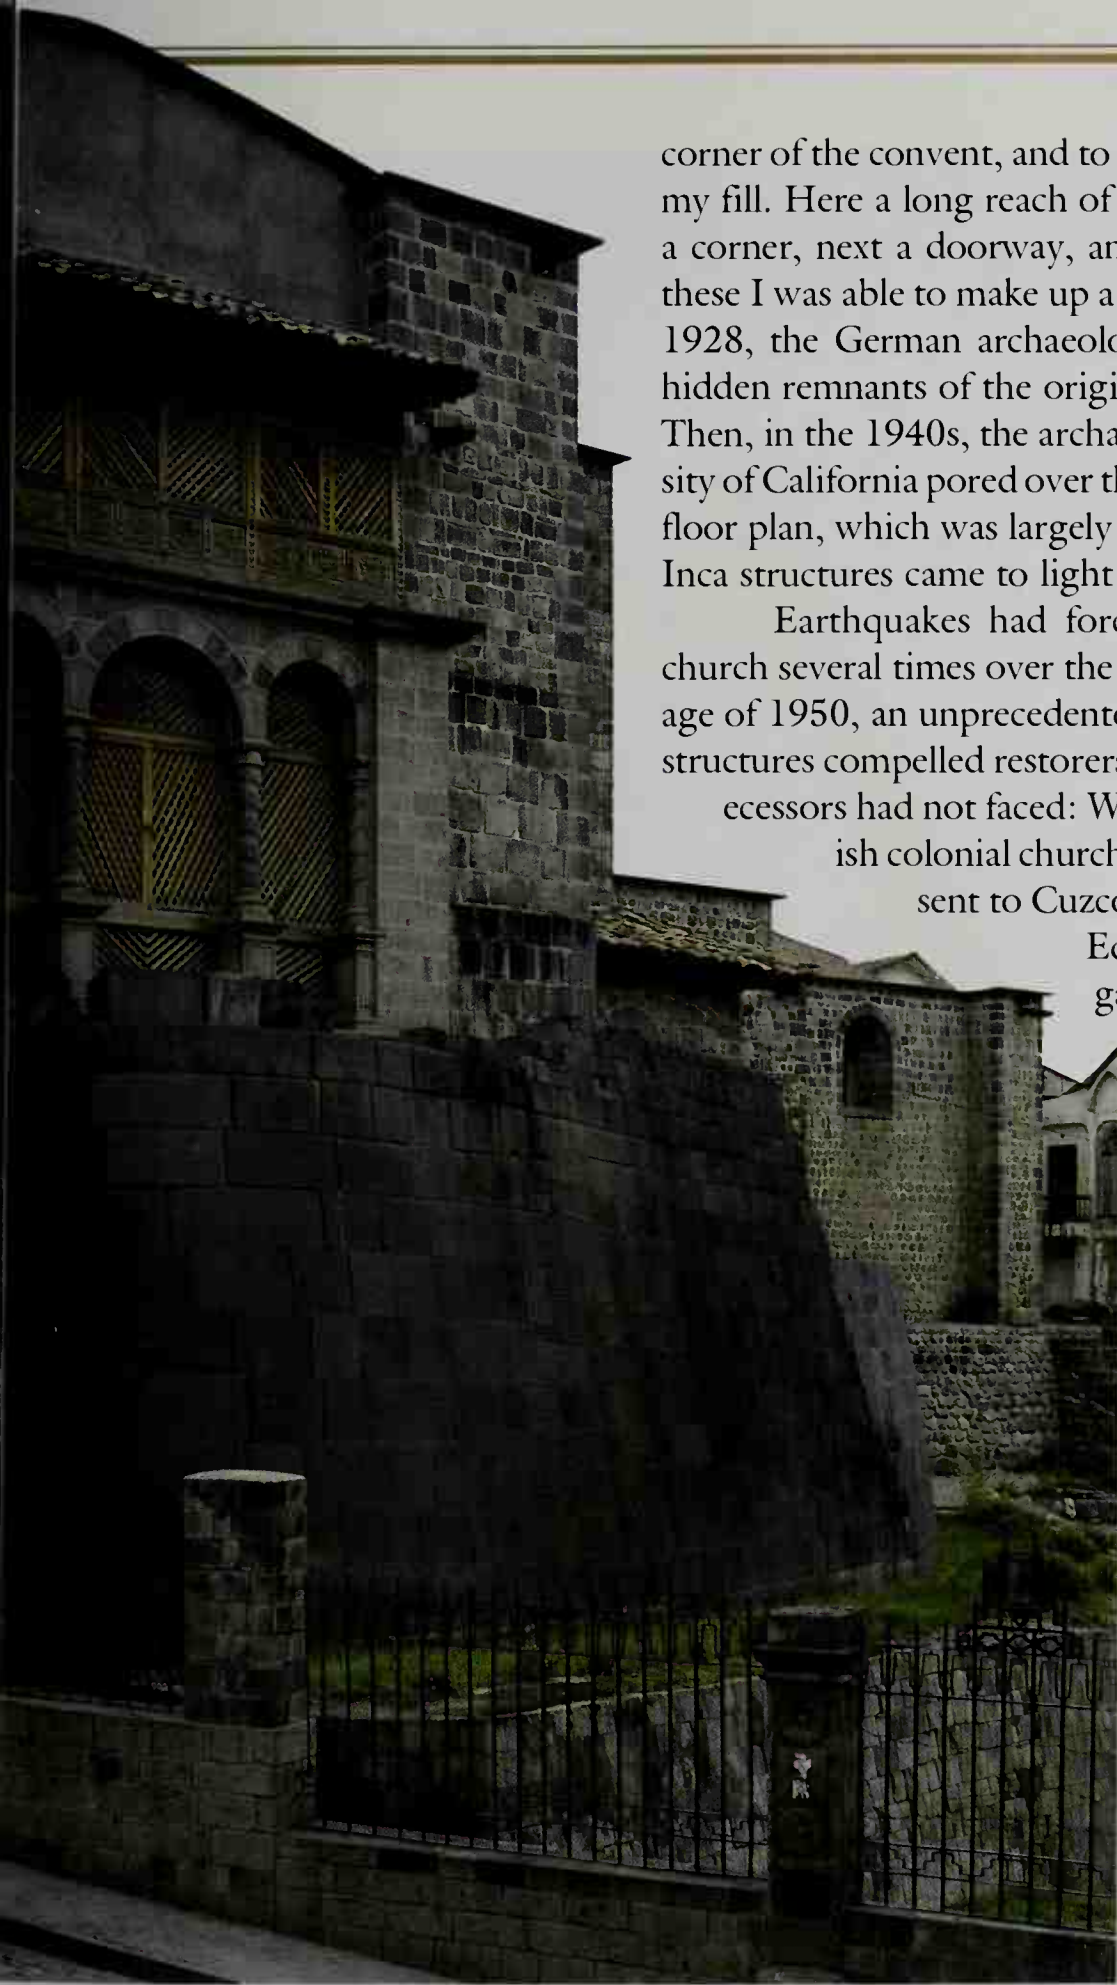 corner of the convent, and to
my fill. Here a long reach of
a corner, next a doorway, an
these I was able to make up a
1928, the German archaeolo
hidden remnants of the origi
Then, in the 1940s, the archa
sity of California pored over th
floor plan, which was largely
Inca structures came to light
Earthquakes had forc
church several times over the
age of 1950, an unprecedente
structures compelled restorers
ecessors had not faced: W
ish colonial church
sent to Cuzco
Ec
gu